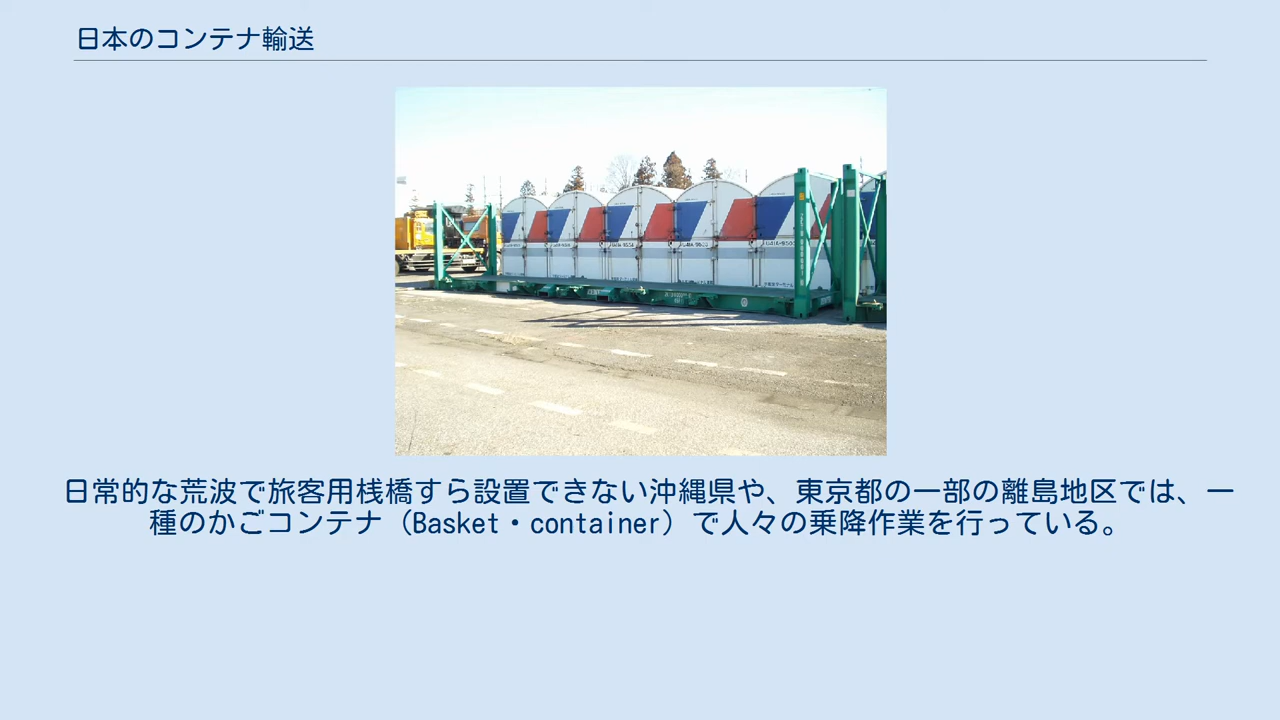 日本のコンテナ輸送
日常的な荒波で旅客用桟橋すら設置できない沖縄県や、東京都の一部の離島地区では、一
種のかごコンテナ（Basket・container）で人々の乗降作業を行っている。